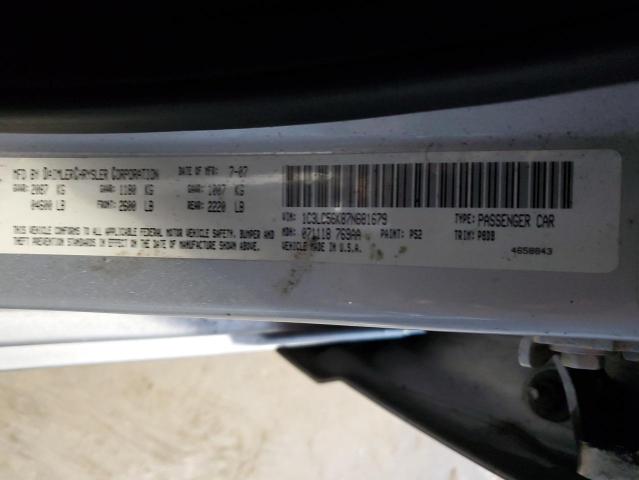 MFD BY DAIMLERCHRYSLER CORPORATION DATE OF MFR: 7-07
GVWR: 2087 KG GAWR: 1180 KG GAWR: 1007 KG
04600 LB FRONT: 2600 LB REAR: 2220 LB
THIS VEHICLE CONFORMS TO ALL APPLICABLE FEDERAL MOTOR VEHICLE SAFETY, BUMPER AND
THEFT PREVENTION STANDARDS IN EFFECT ON THE DATE OF MANUFACTURE SHOWN ABOVE.
VIN: 1C3LC56K87N681679 TYPE: PASSENGER CAR
MDH: 071118 769AA PAINT: PS2 TRIM: P8DB
VEHICLE MADE IN U.S.A. 4658843